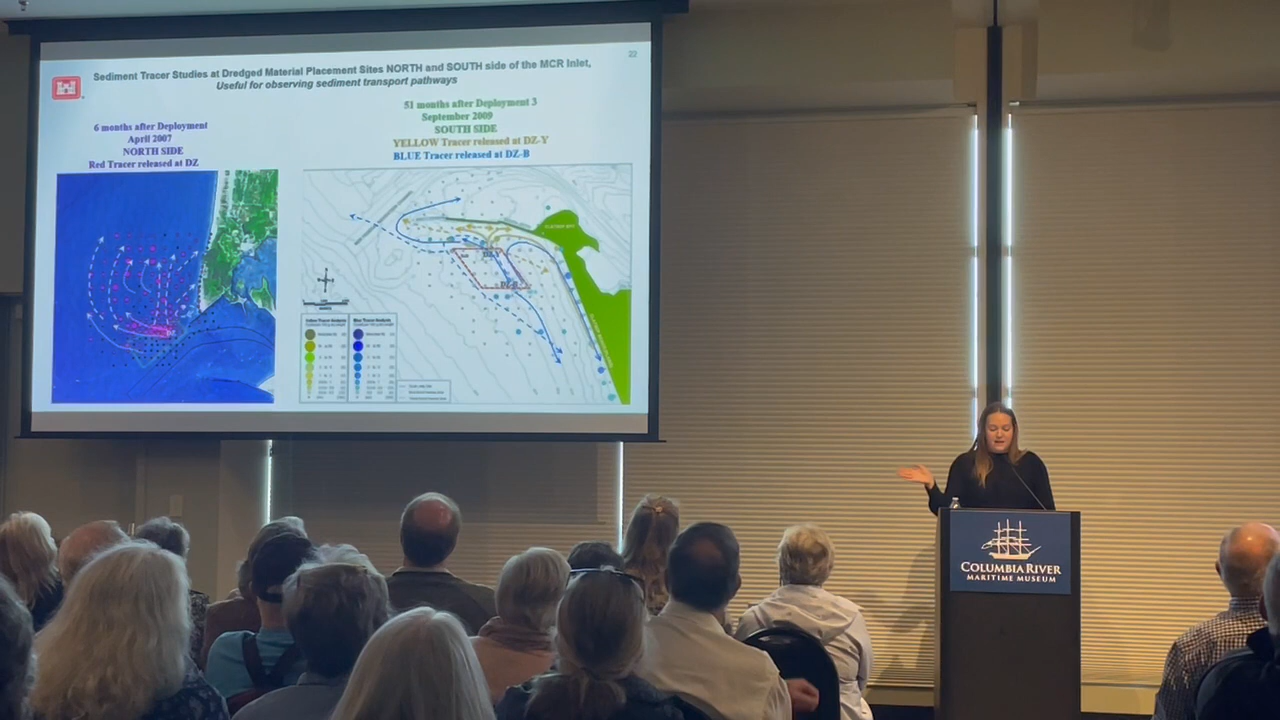 22
Sediment Tracer Studies at Dredged Material Placement Sites NORTH and SOUTH side of the MCR Inlet,
Useful for observing sediment transport pathways
6 months after Deployment
April 2007
NORTH SIDE
Red Tracer released at DZ
51 months after Deployment 3
September 2009
SOUTH SIDE
YELLOW Tracer released at DZ-Y
BLUE Tracer released at DZ-B
DZ-Y
DZ-B
DZ
COLUMBIA RIVER
MARITIME MUSEUM